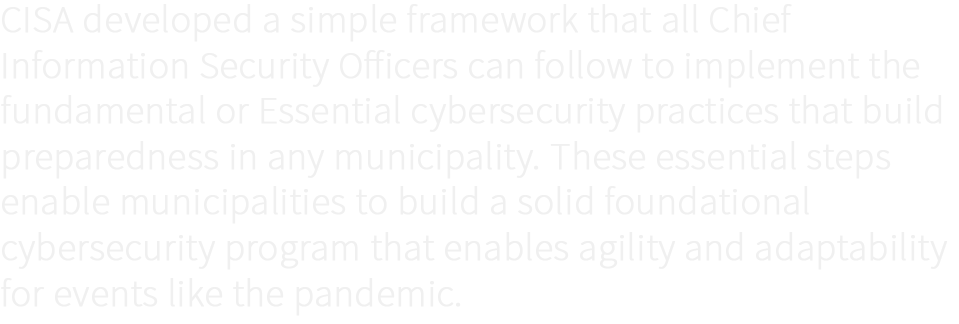 CISA developed a simple framework that all Chief
Information Security Officers can follow to implement the
fundamental or Essential cybersecurity practices that build
preparedness in any municipality. These essential steps
enable municipalities to build a solid foundational
cybersecurity program that enables agility and adaptability
for events like the pandemic.